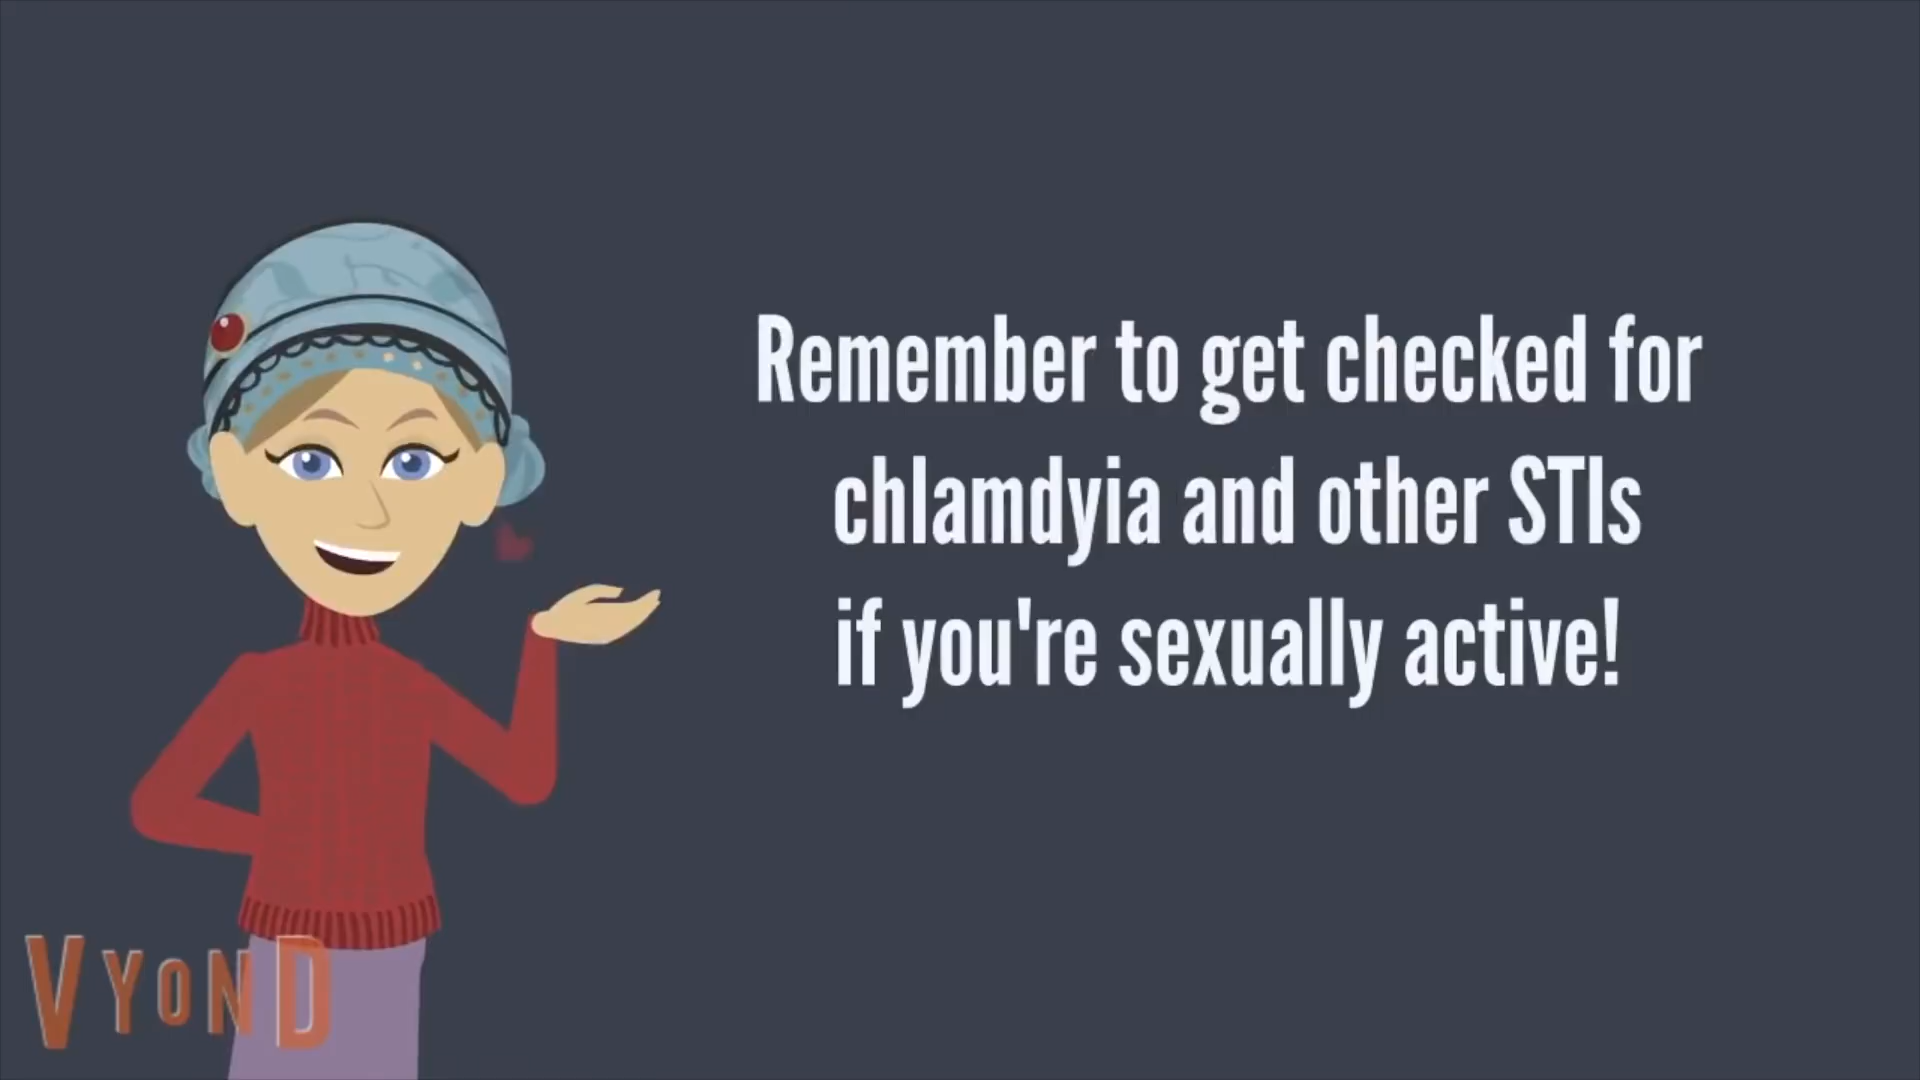 Remember to get checked for
chlamdyia and other STIs
if you're sexually active!
VYOND